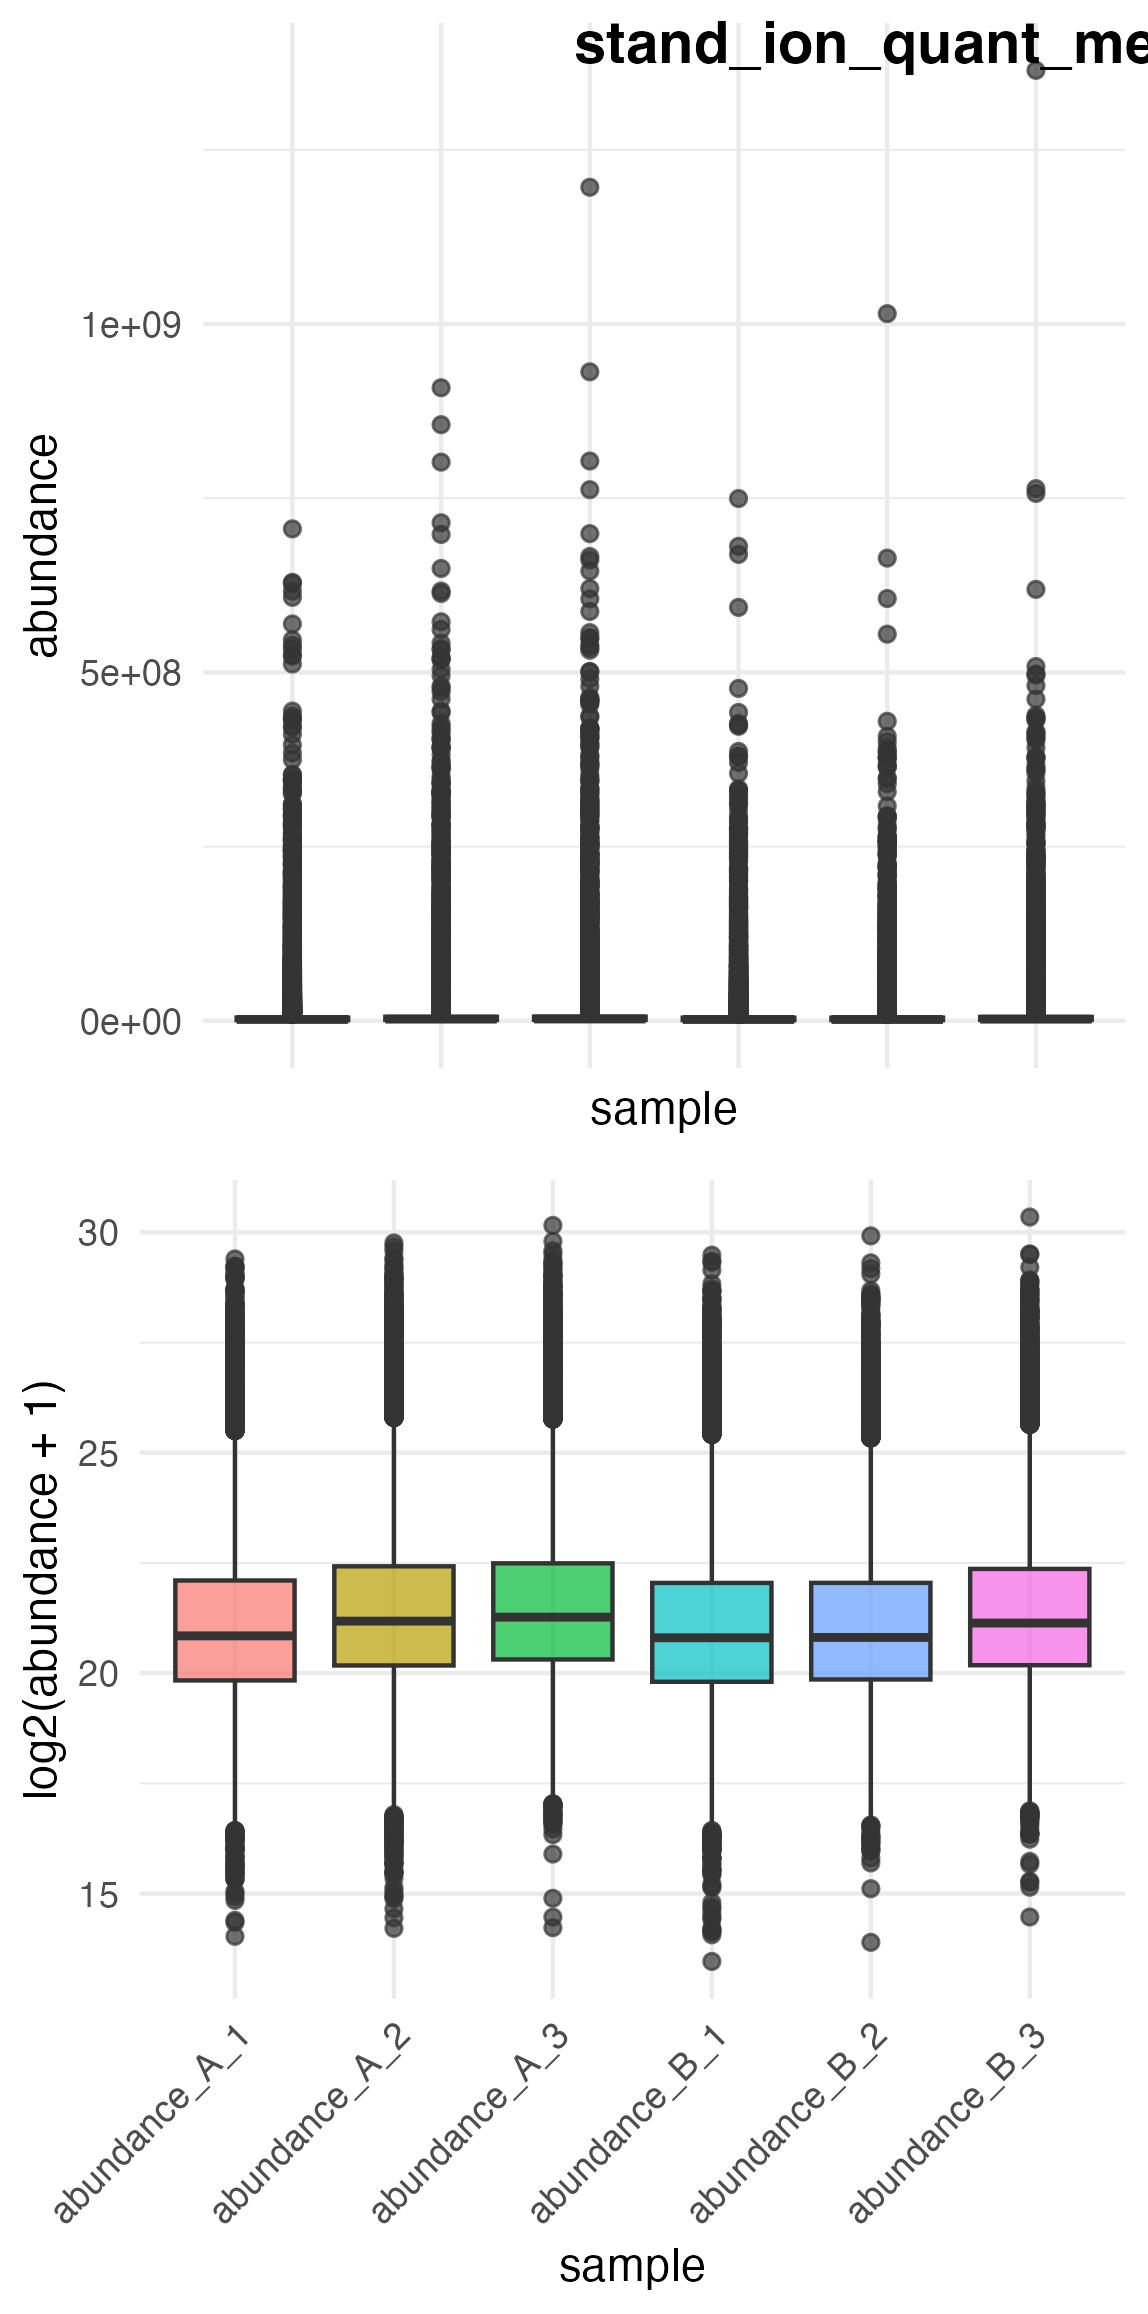 stand_ion_quant_me
1e+09
5e+08
0e+00
abundance
sample
30
25
20
15
log2(abundance + 1)
abundance_A_1
abundance_A_2
abundance_A_3
abundance_B_1
abundance_B_2
abundance_B_3
sample